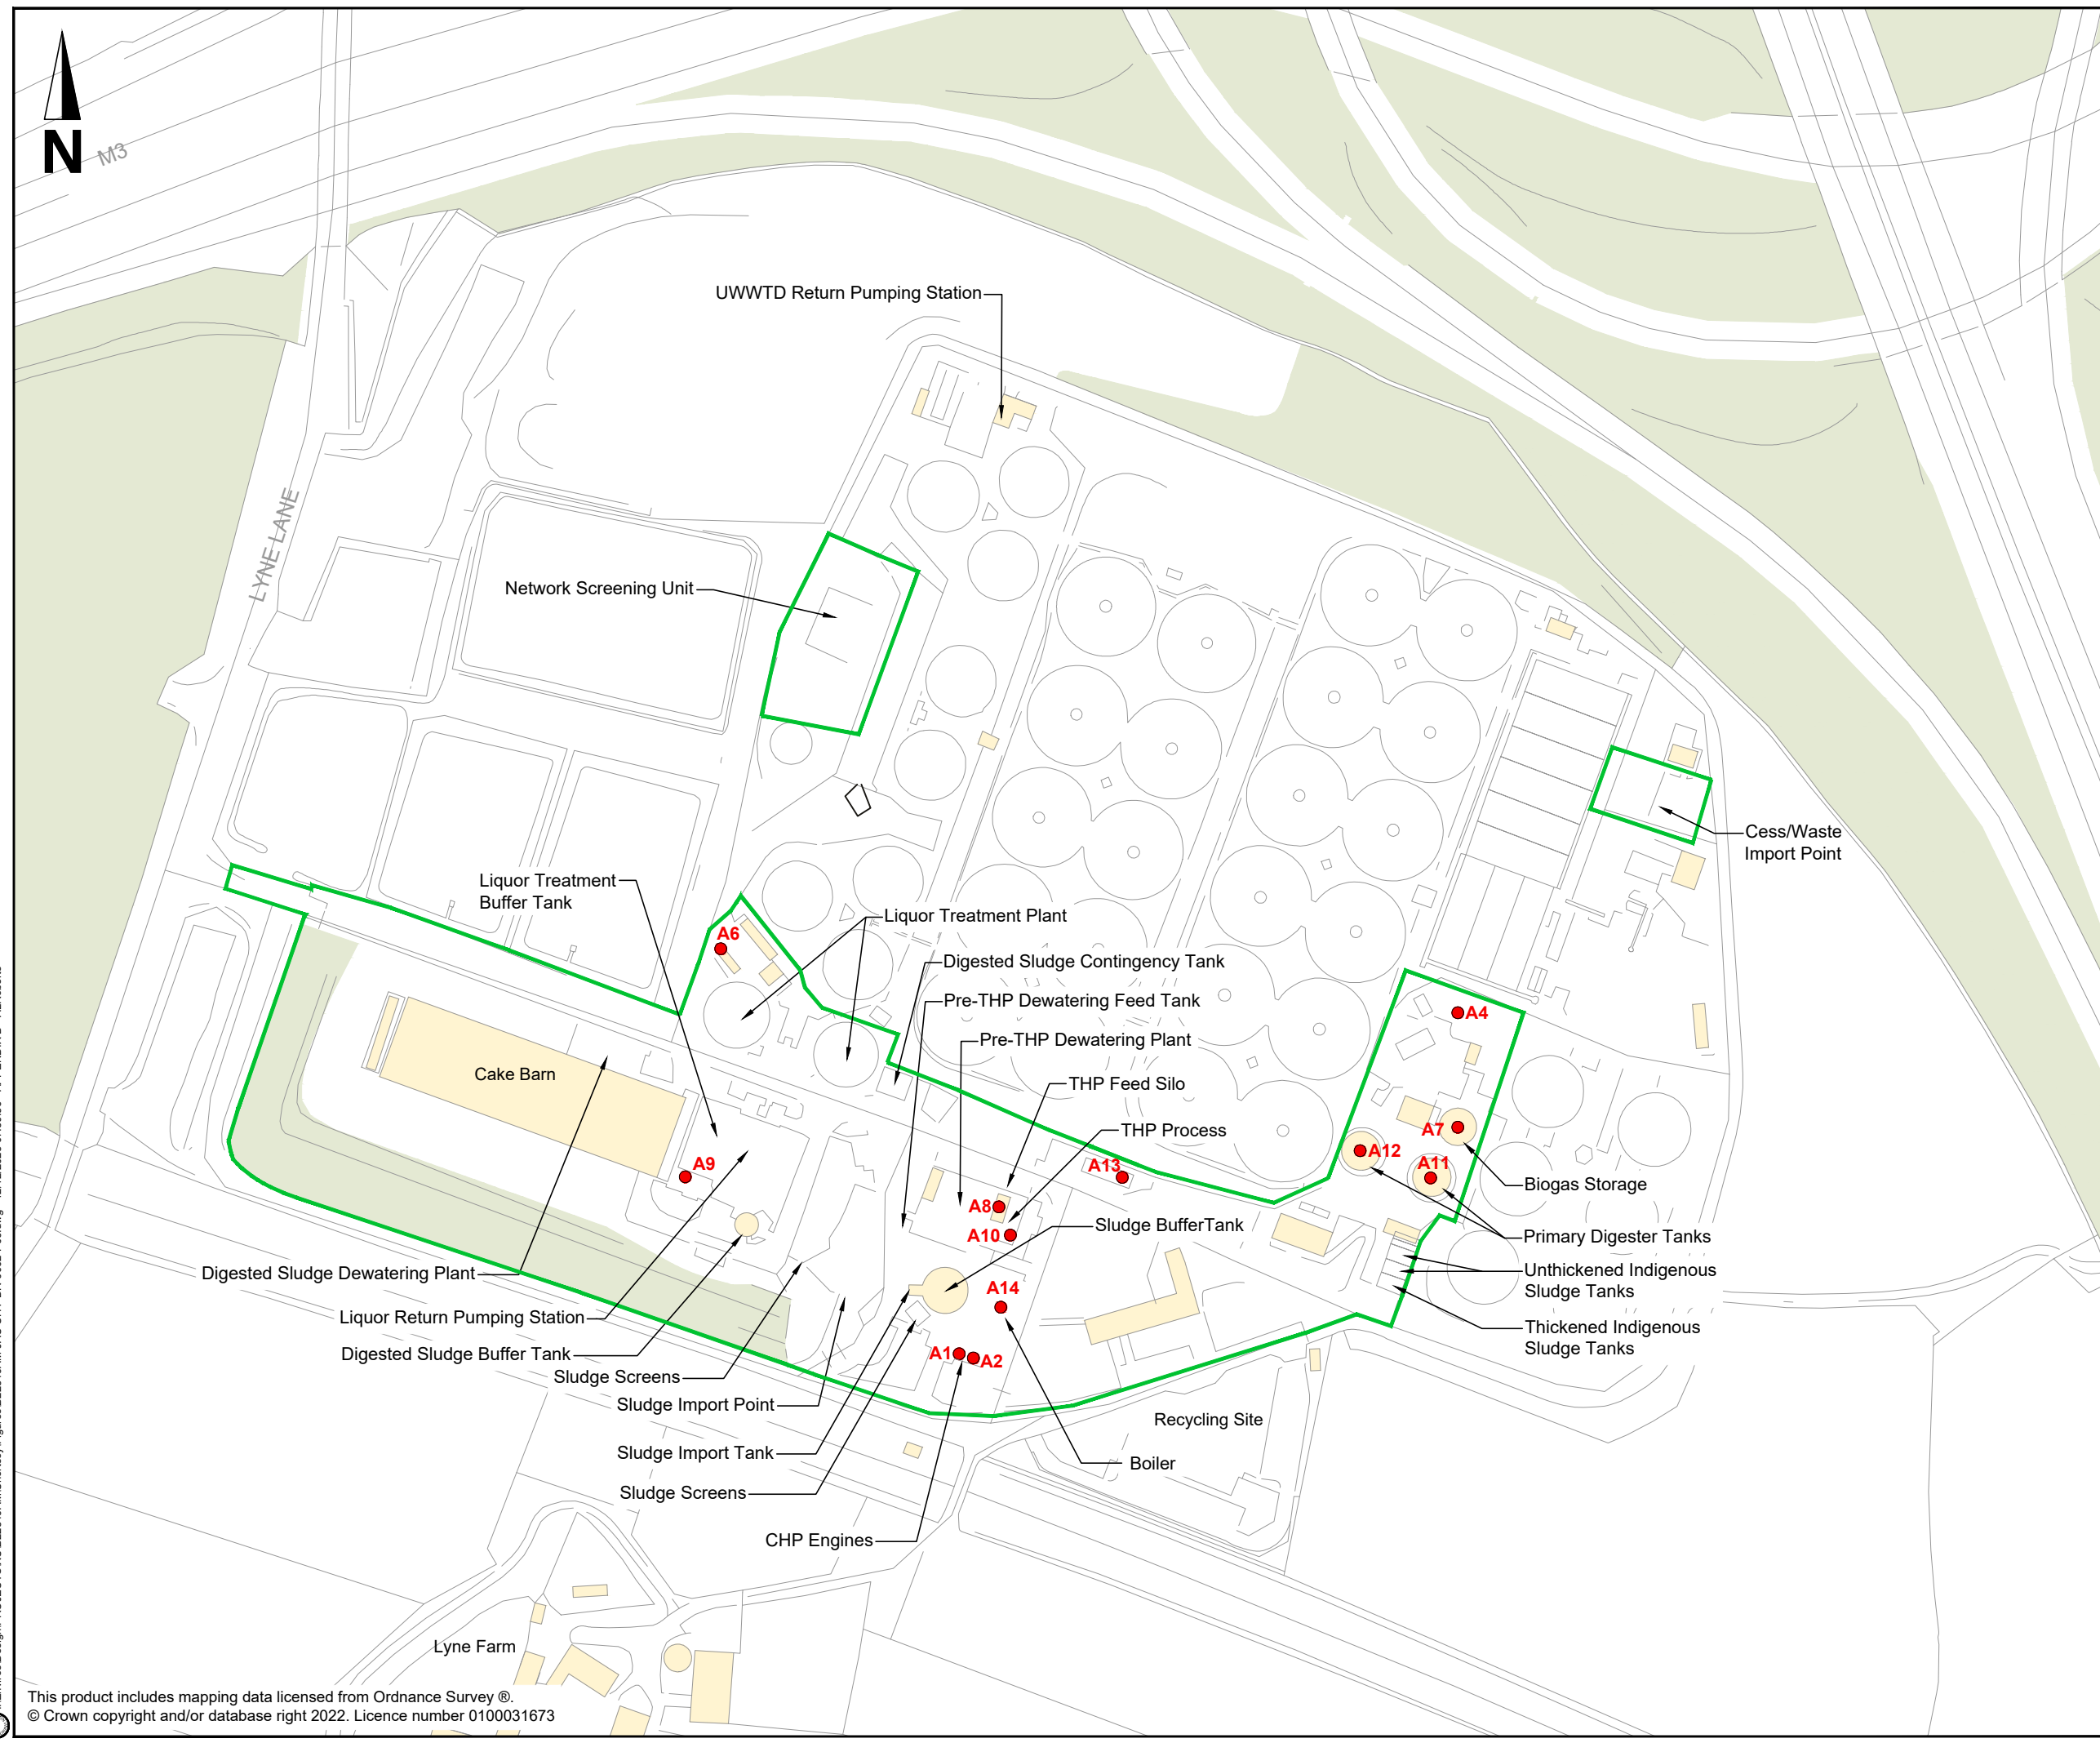 N
M3
UWWTD Return Pumping Station
LYNE LANE
Network Screening Unit
Cess/Waste
Import Point
Liquor Treatment
Buffer Tank
Liquor Treatment Plant
A6
Digested Sludge Contingency Tank
Pre-THP Dewatering Feed Tank
A4
Pre-THP Dewatering Plant
Cake Barn
THP Feed Silo
THP Process
A7
A12
A9
A13
A11
Biogas Storage
A8
Sludge BufferTank
A10
Primary Digester Tanks
Digested Sludge Dewatering Plant
Unthickened Indigenous
Sludge Tanks
A14
Liquor Return Pumping Station
Thickened Indigenous
Sludge Tanks
Digested Sludge Buffer Tank
A1
A2
Sludge Screens
Sludge Import Point
Recycling Site
Sludge Import Tank
Boiler
Sludge Screens
CHP Engines
Lyne Farm
This product includes mapping data licensed from Ordnance Survey ®.
© Crown copyright and/or database right 2022. Licence number 0100031673